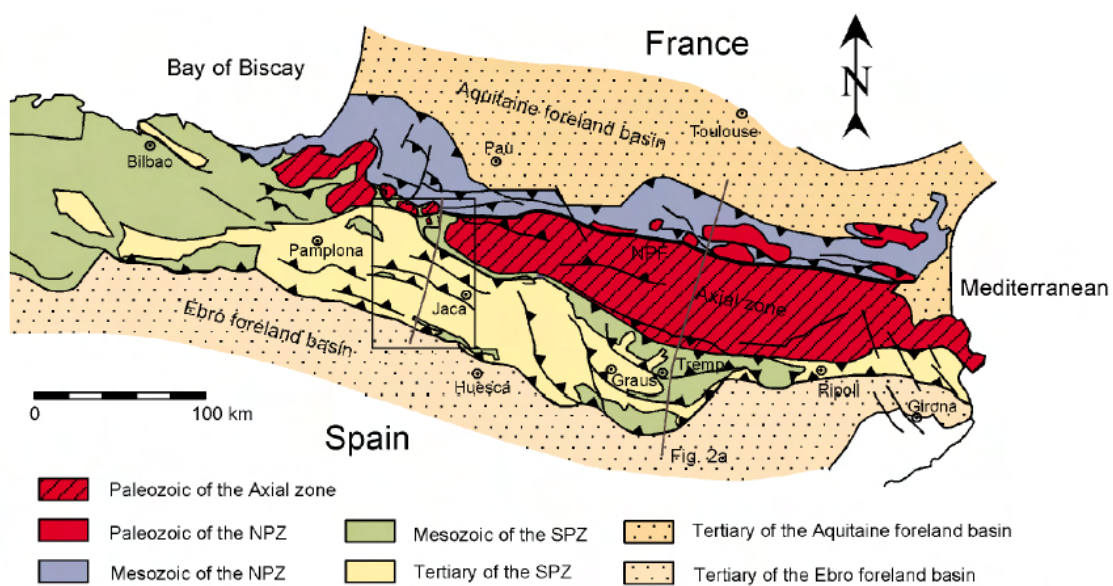 France
N
Bay of Biscay
Aquitaine foreland basin
Toulouse
Bilbao
Pau
Pamplona
NPF
Mediterranean
Axial zone
Jaca
Ebro foreland basin
Tremp
Graus
Huesca
Ripoll
Girona
0 100 km
Spain
Fig. 2a
Paleozoic of the Axial zone
Paleozoic of the NPZ
Mesozoic of the SPZ
Tertiary of the Aquitaine foreland basin
Mesozoic of the NPZ
Tertiary of the SPZ
Tertiary of the Ebro foreland basin